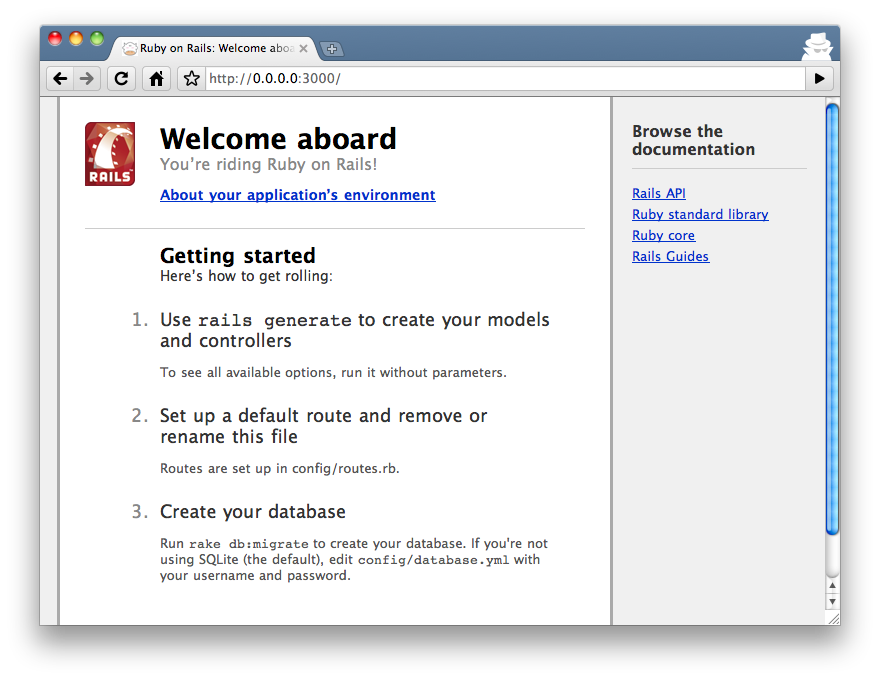 Ruby on Rails: Welcome aboa
http://0.0.0.0:3000/
RAILS
Welcome aboard
You're riding Ruby on Rails!
About your application's environment
Getting started
Here's how to get rolling:
1. Use rails generate to create your models
and controllers
To see all available options, run it without parameters.
2. Set up a default route and remove or
rename this file
Routes are set up in config/routes.rb.
3. Create your database
Run rake db:migrate to create your database. If you're not
using SQLite (the default), edit config/database.yml with
your username and password.
Browse the
documentation
Rails API
Ruby standard library
Ruby core
Rails Guides